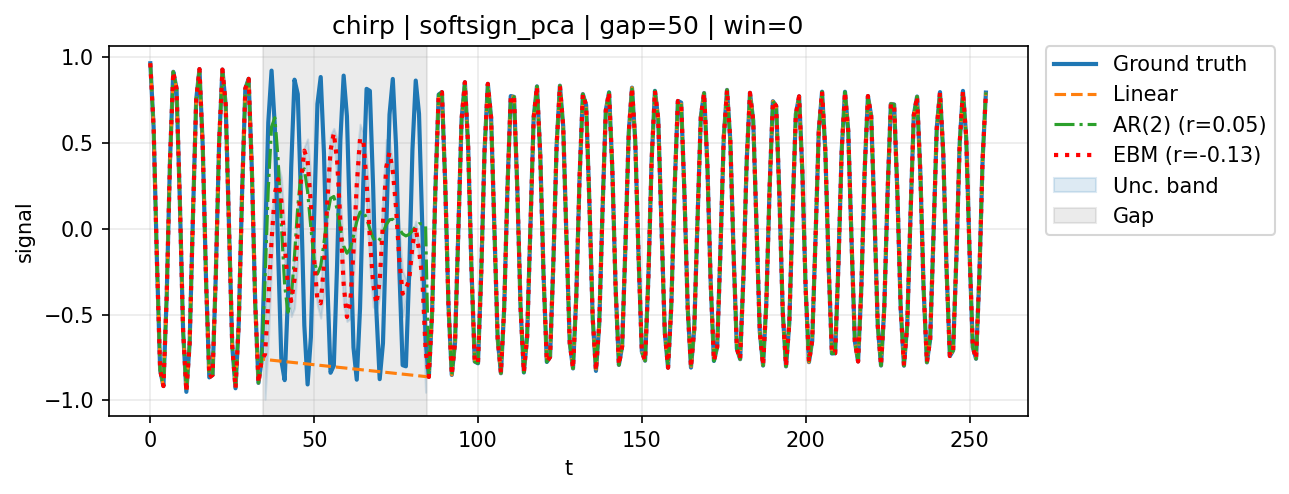 chirp | softsign_pca | gap=50 | win=0
1.0
0.5
0.0
−0.5
−1.0
signal
0
50
100
150
200
250
t
Ground truth
Linear
AR(2) (r=0.05)
EBM (r=-0.13)
Unc. band
Gap